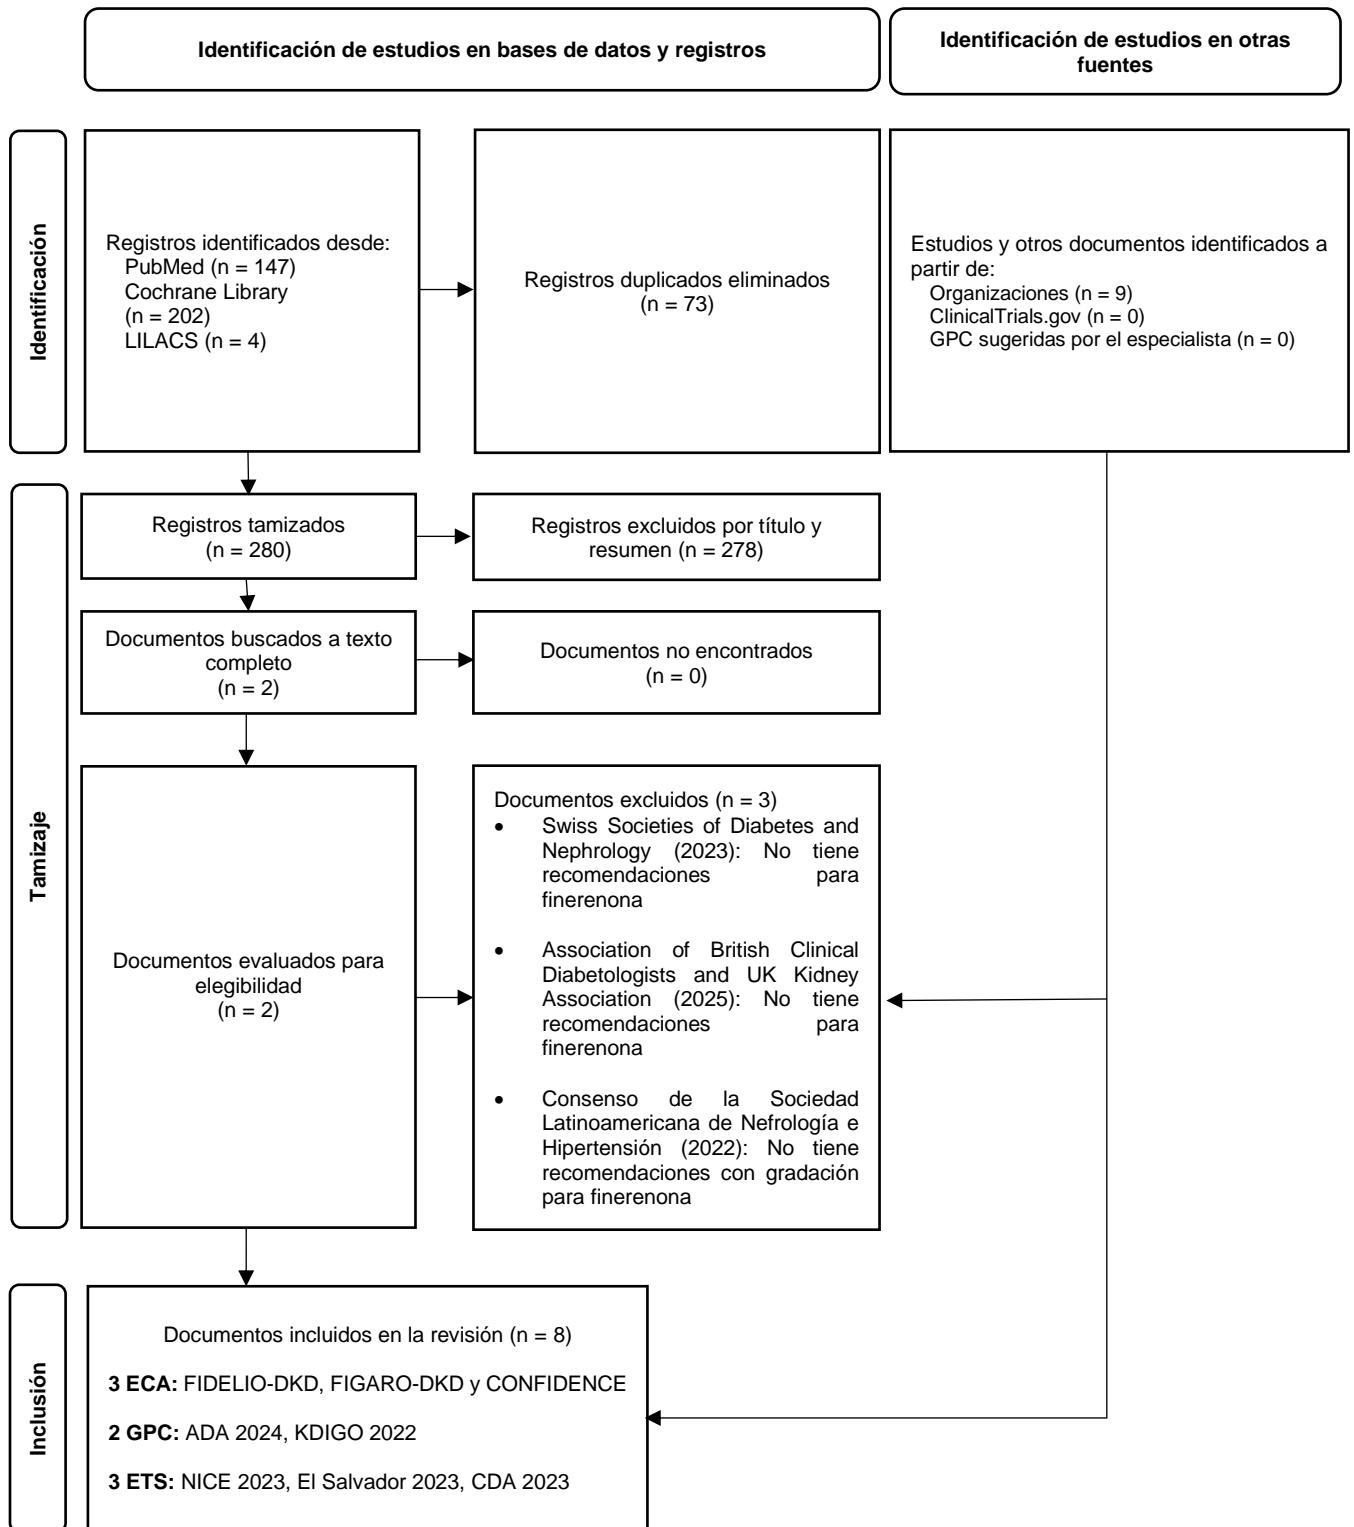 Identificación de estudios en bases de datos y registros
Identificación de estudios en otras
fuentes
Identificación
Registros identificados desde:
PubMed (n = 147)
Cochrane Library
(n = 202)
LILACS (n = 4)
Registros duplicados eliminados
(n = 73)
Estudios y otros documentos identificados a
partir de:
Organizaciones (n = 9)
ClinicalTrials.gov (n = 0)
GPC sugeridas por el especialista (n = 0)
Tamizaje
Registros tamizados
(n = 280)
Registros excluidos por título y
resumen (n = 278)
Documentos buscados a texto
completo
(n = 2)
Documentos no encontrados
(n = 0)
Documentos evaluados para
elegibilidad
(n = 2)
Documentos excluidos (n = 3)
• Swiss Societies of Diabetes and
Nephrology (2023): No tiene
recomendaciones para
finerenona
• Association of British Clinical
Diabetologists and UK Kidney
Association (2025): No tiene
recomendaciones para
finerenona
• Consenso de la Sociedad
Latinoamericana de Nefrología e
Hipertensión (2022): No tiene
recomendaciones con gradación
para finerenona
Inclusión
Documentos incluidos en la revisión (n = 8)
3 ECA: FIDELIO-DKD, FIGARO-DKD y CONFIDENCE
2 GPC: ADA 2024, KDIGO 2022
3 ETS: NICE 2023, El Salvador 2023, CDA 2023